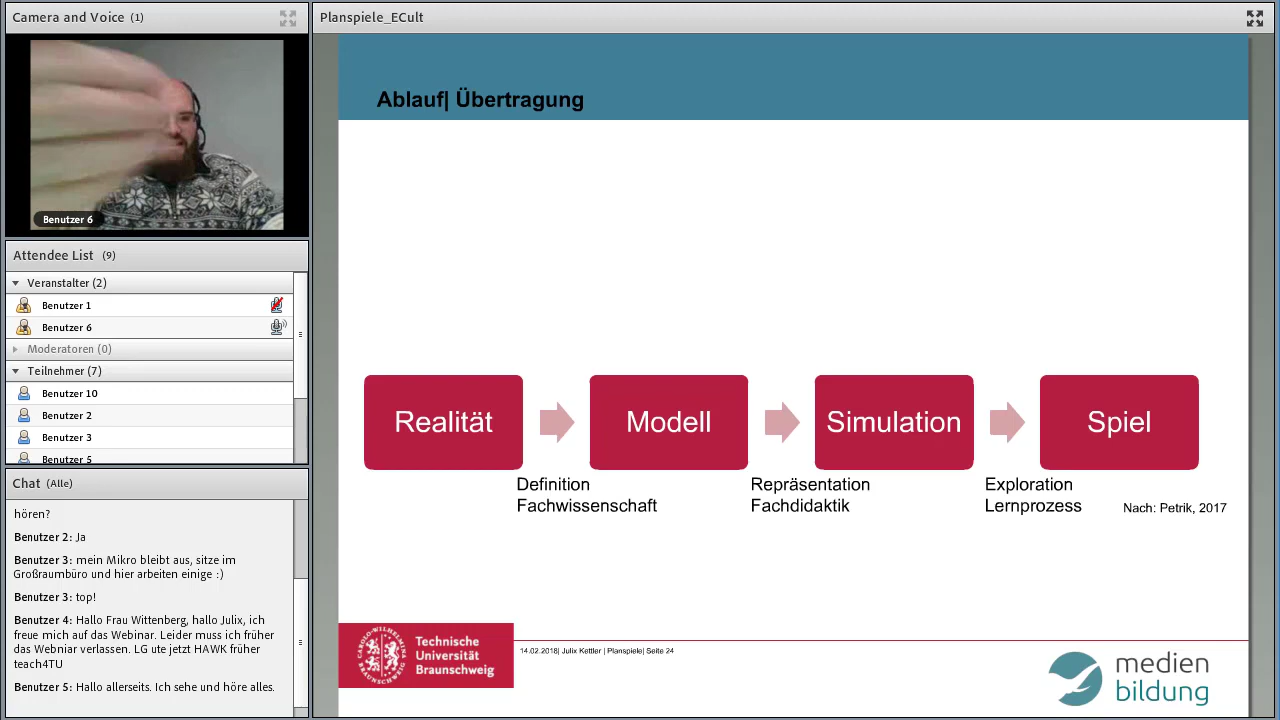 Camera and Voice (1)
Benutzer 6
Attendee List (9)
Veranstalter (2)
Benutzer 1
Benutzer 6
Moderatoren (0)
Teilnehmer (7)
Benutzer 10
Benutzer 2
Benutzer 3
Benutzer 5
Chat (Alle)
hören?
Benutzer 2: Ja
Benutzer 3: mein Mikro bleibt aus, sitze im
Großraumbüro und hier arbeiten einige :)
Benutzer 3: top!
Benutzer 4: Hallo Frau Wittenberg, hallo Julix, ich
freue mich auf das Webinar. Leider muss ich früher
das Webniar verlassen. LG ute jetzt HAWK früher
teach4TU
Benutzer 5: Hallo allerseits. Ich sehe und höre alles.
Planspiele_ECult
Ablauf| Übertragung
Realität
Modell
Simulation
Spiel
Definition
Fachwissenschaft
Repräsentation
Fachdidaktik
Exploration
Lernprozess
Nach: Petrik, 2017
CAROLO-WILHELMINA
BRAUNSCHWEIG
Technische
Universität
Braunschweig
14.02.2018| Julix Kettler | Planspiele| Seite 24
medien
bildung